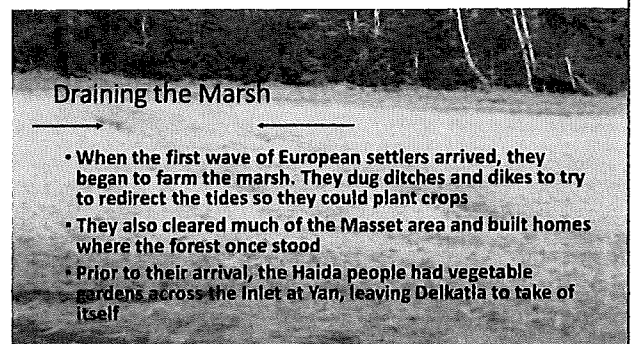 Draining the Marsh
• When the first wave of European settlers arrived, they
began to farm the marsh. They dug ditches and dikes to try
to redirect the tides so they could plant crops
• They also cleared much of the Masset area and built homes
where the forest once stood
• Prior to their arrival, the Haida people had vegetable
gardens across the Inlet at Yan, leaving Delkatla to take of
itself